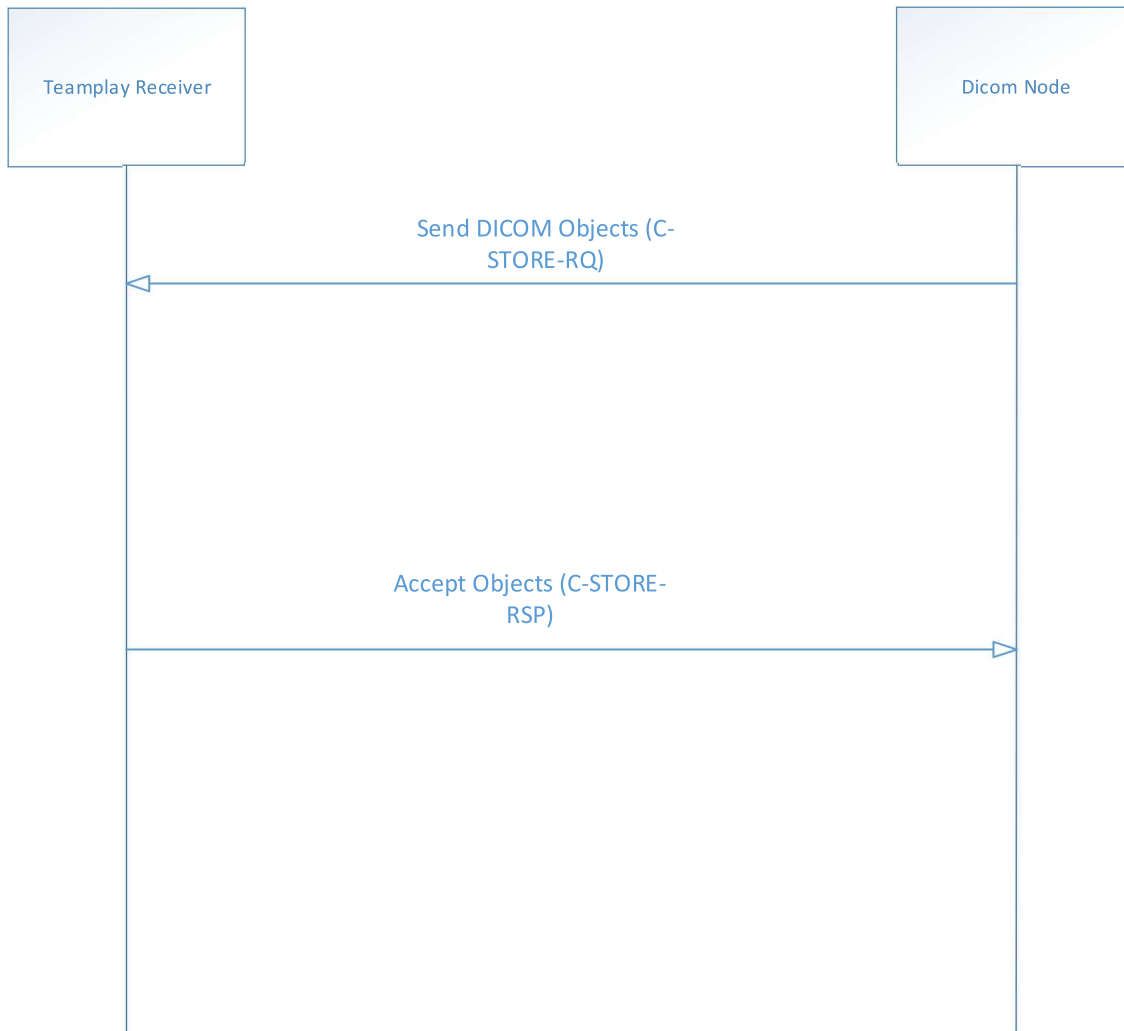 Teamplay Receiver
Dicom Node
Send DICOM Objects (C-
STORE-RQ)
Accept Objects (C-STORE-
RSP)